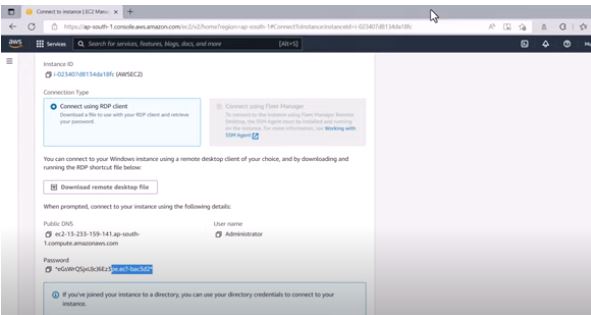 Connect to instance | EC2 Mana
https://ap-south-1.console.aws.amazon.com/ec2/v2/home?region=ap-south-1#ConnectToInstance:instanceId=i-023407d8134da18fc
aws
Services
Search for services, features, blogs, docs, and more
[Alt+S]
Instance ID
i-023407d8134da18fc (AWSEC2)
Connection Type
Connect using RDP client
Download a file to use with your RDP client and retrieve
your password.
Connect using Fleet Manager
To connect to the instance using Fleet Manager Remote
Desktop, the SSM Agent must be installed and running
on the instance. For more information, see Working with
SSM Agent
You can connect to your Windows instance using a remote desktop client of your choice, and by downloading and
running the RDP shortcut file below:
Download remote desktop file
When prompted, connect to your instance using the following details:
Public DNS
ec2-13-233-159-141.ap-south-
1.compute.amazonaws.com
User name
Administrator
Password
If you've joined your instance to a directory, you can use your directory credentials to connect to your
instance.